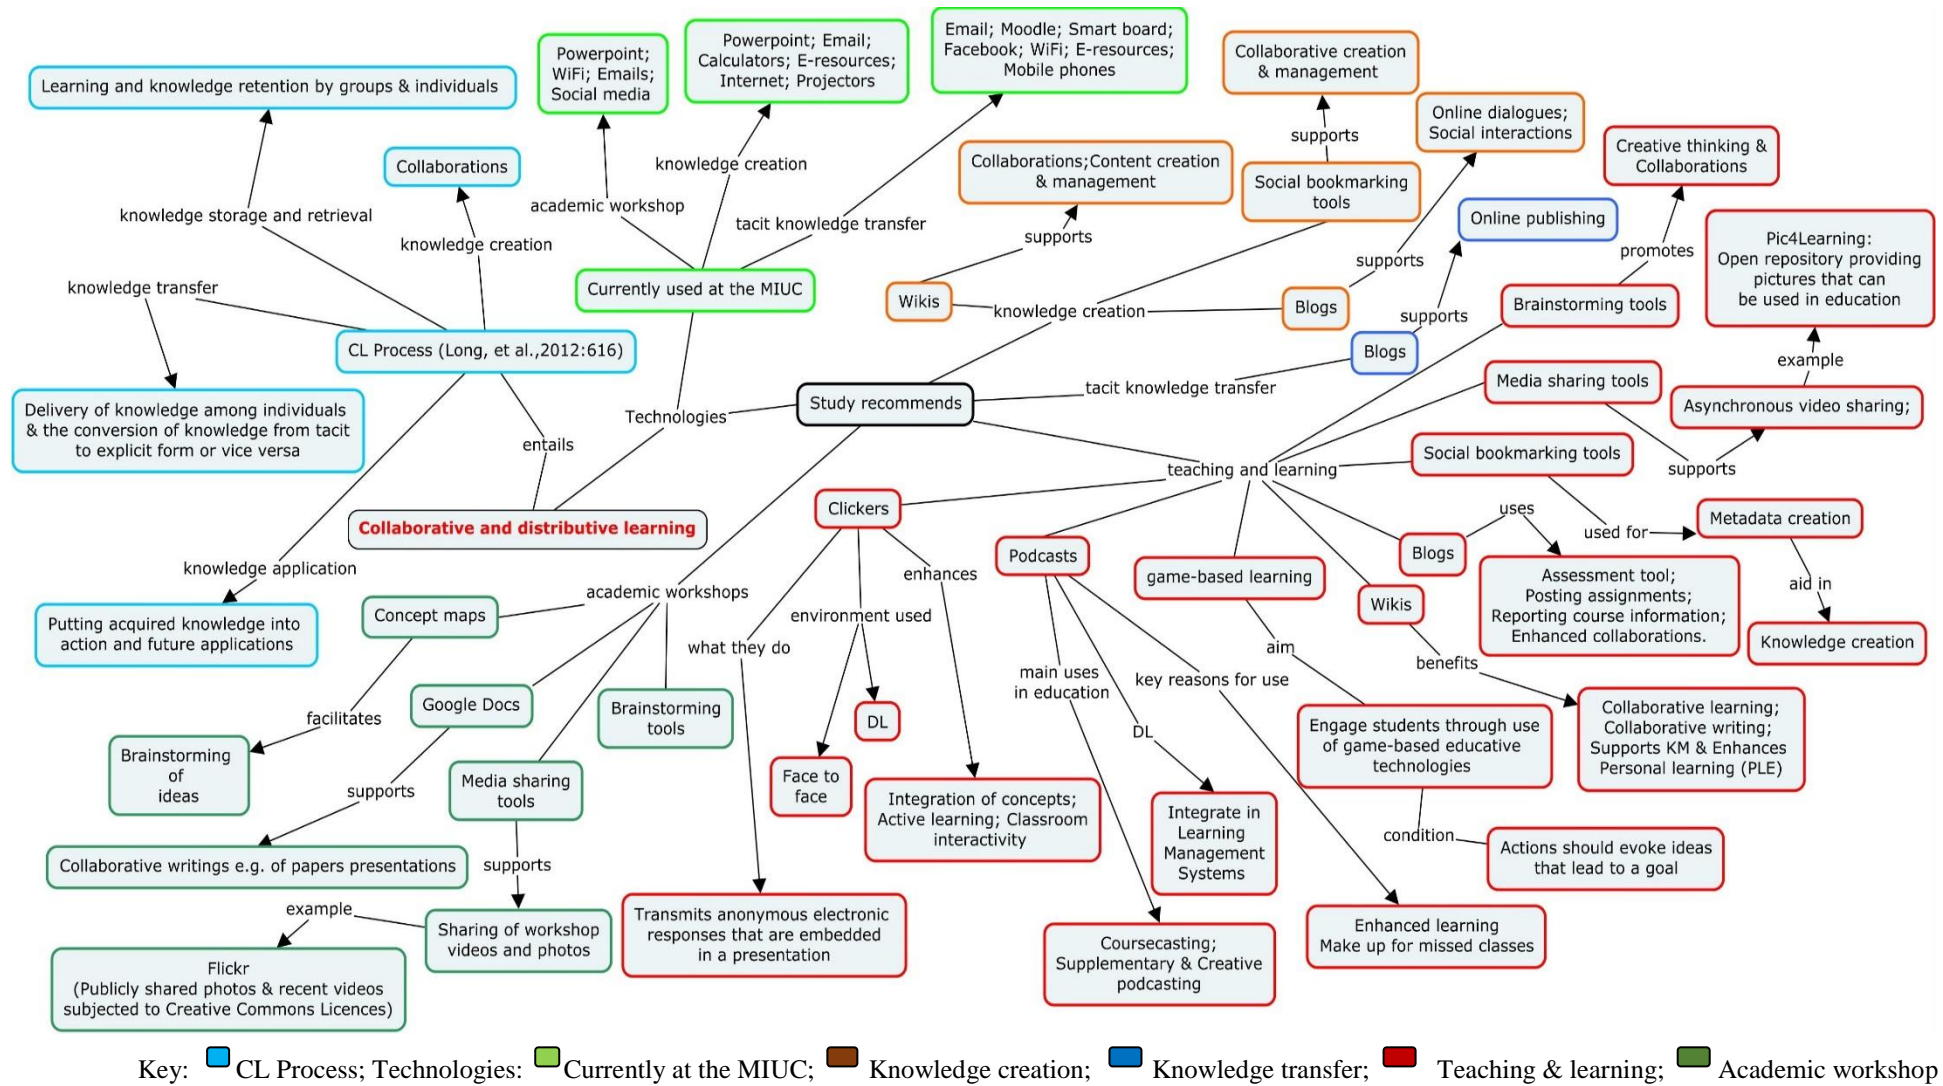 Learning and knowledge retention by groups & individuals
Powerpoint;
WiFi; Emails;
Social media
Powerpoint; Email;
Calculators; E-resources;
Internet; Projectors
Email; Moodle; Smart board;
Facebook; WiFi; E-resources;
Mobile phones
Collaborative creation
& management
Online dialogues;
Social interactions
Creative thinking &
Collaborations
supports
Collaborations
knowledge creation
Collaborations;Content creation
& management
Social bookmarking
tools
knowledge storage and retrieval
academic workshop
tacit knowledge transfer
knowledge creation
supports
Online publishing
promotes
Pic4Learning:
Open repository providing
pictures that can
be used in education
supports
knowledge transfer
Currently used at the MIUC
Wikis
knowledge creation
Blogs
supports
Brainstorming tools
CL Process (Long, et al.,2012:616)
Blogs
example
Delivery of knowledge among individuals
& the conversion of knowledge from tacit
to explicit form or vice versa
Technologies
Study recommends
tacit knowledge transfer
Media sharing tools
Asynchronous video sharing;
entails
teaching and learning
Social bookmarking tools
supports
Collaborative and distributive learning
Clickers
uses
used for
Metadata creation
knowledge application
Podcasts
game-based learning
Blogs
Wikis
Assessment tool;
Posting assignments;
Reporting course information;
Enhanced collaborations.
aid in
Knowledge creation
Putting acquired knowledge into
action and future applications
Concept maps
academic workshops
environment used
enhances
what they do
main uses
in education
key reasons for use
aim
benefits
facilitates
Google Docs
Brainstorming
tools
DL
DL
Engage students through use
of game-based educative
technologies
Collaborative learning;
Collaborative writing;
Supports KM & Enhances
Personal learning (PLE)
Brainstorming
of
ideas
supports
Media sharing
tools
Face to
face
Integration of concepts;
Active learning; Classroom
interactivity
Integrate in
Learning
Management
Systems
condition
Actions should evoke ideas
that lead to a goal
Collaborative writings e.g. of papers presentations
supports
example
Sharing of workshop
videos and photos
Transmits anonymous electronic
responses that are embedded
in a presentation
Coursecasting;
Supplementary & Creative
podcasting
Enhanced learning
Make up for missed classes
Flickr
(Publicly shared photos & recent videos
subjected to Creative Commons Licences)
Key: CL Process; Technologies: Currently at the MIUC; Knowledge creation; Knowledge transfer; Teaching & learning; Academic workshop